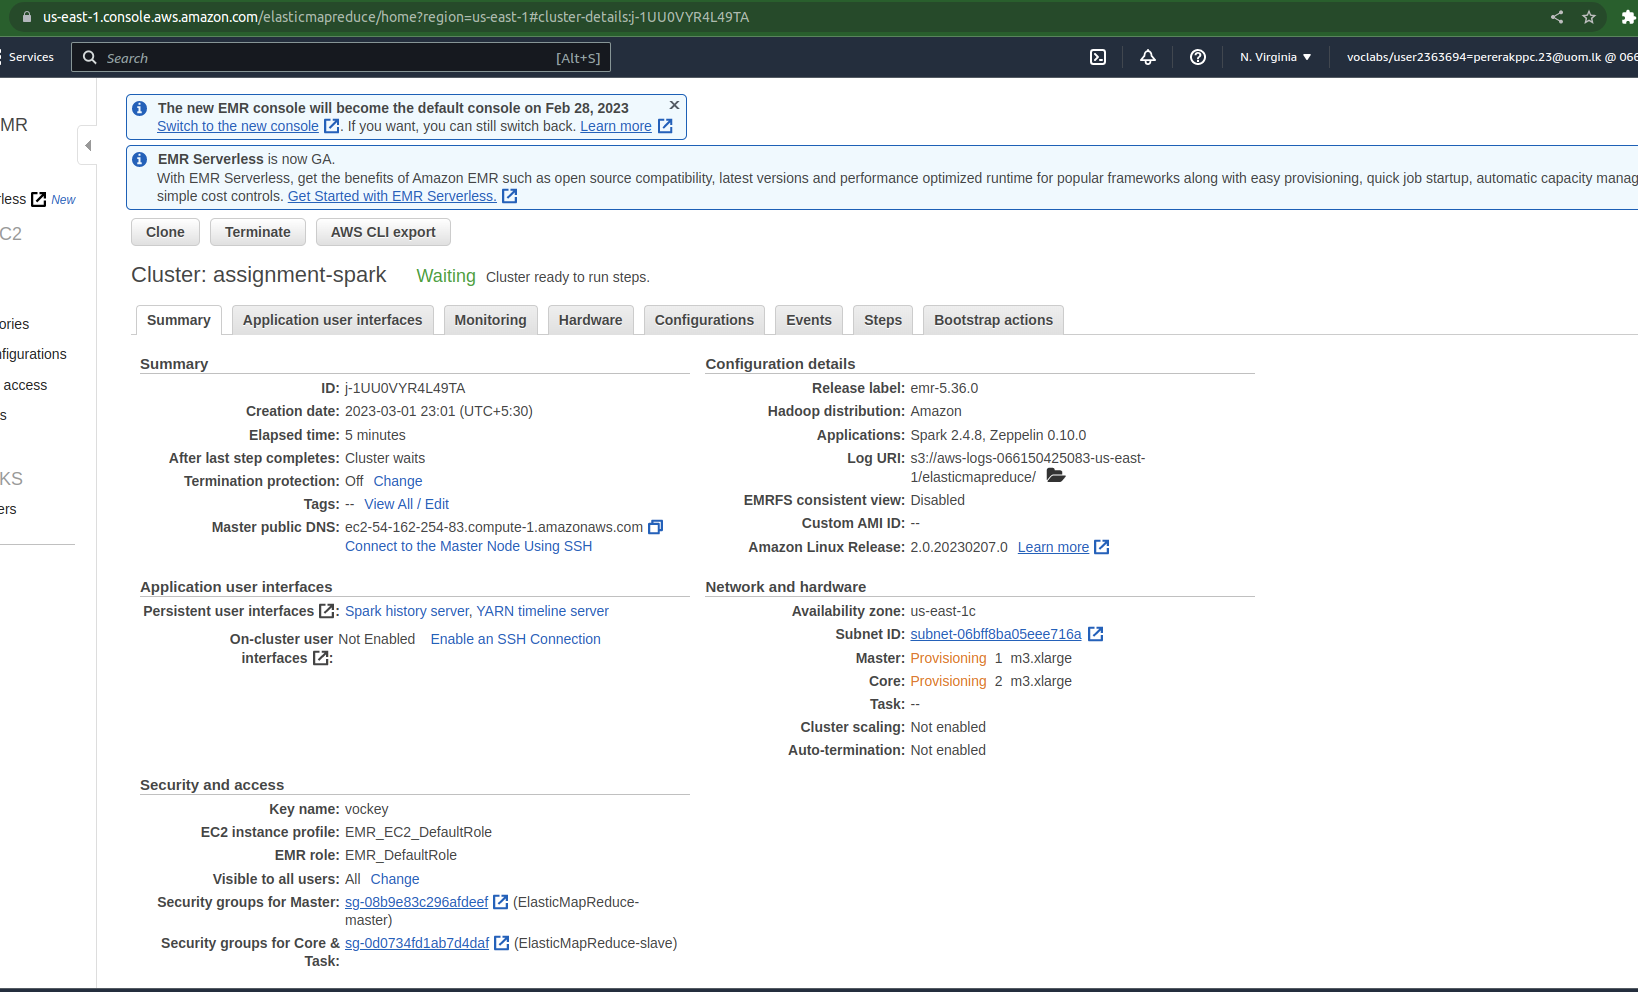 us-east-1.console.aws.amazon.com/elasticmapreduce/home?region=us-east-1#cluster-details:j-1UU0VYR4L49TA
Services
Search
[Alt+S]
N. Virginia
voclabs/user2363694=pererakppc.23@uom.lk @ 066
MR
less New
C2
ories
figurations
access
s
KS
ers
The new EMR console will become the default console on Feb 28, 2023
Switch to the new console. If you want, you can still switch back. Learn more
EMR Serverless is now GA.
With EMR Serverless, get the benefits of Amazon EMR such as open source compatibility, latest versions and performance optimized runtime for popular frameworks along with easy provisioning, quick job startup, automatic capacity manag
simple cost controls. Get Started with EMR Serverless.
Clone
Terminate
AWS CLI export
Cluster: assignment-spark Waiting Cluster ready to run steps.
Summary
Application user interfaces
Monitoring
Hardware
Configurations
Events
Steps
Bootstrap actions
Summary
ID: j-1UU0VYR4L49TA
Creation date: 2023-03-01 23:01 (UTC+5:30)
Elapsed time: 5 minutes
After last step completes: Cluster waits
Termination protection: Off Change
Tags: -- View All / Edit
Master public DNS: ec2-54-162-254-83.compute-1.amazonaws.com
Connect to the Master Node Using SSH
Configuration details
Release label: emr-5.36.0
Hadoop distribution: Amazon
Applications: Spark 2.4.8, Zeppelin 0.10.0
Log URI: s3://aws-logs-066150425083-us-east-
1/elasticmapreduce/
EMRFS consistent view: Disabled
Custom AMI ID: --
Amazon Linux Release: 2.0.20230207.0 Learn more
Application user interfaces
Persistent user interfaces : Spark history server, YARN timeline server
On-cluster user Not Enabled Enable an SSH Connection
interfaces :
Network and hardware
Availability zone: us-east-1c
Subnet ID: subnet-06bff8ba05eee716a
Master: Provisioning 1 m3.xlarge
Core: Provisioning 2 m3.xlarge
Task: --
Cluster scaling: Not enabled
Auto-termination: Not enabled
Security and access
Key name: vockey
EC2 instance profile: EMR_EC2_DefaultRole
EMR role: EMR_DefaultRole
Visible to all users: All Change
Security groups for Master: sg-08b9e83c296afdeef (ElasticMapReduce-
master)
Security groups for Core & sg-0d0734fd1ab7d4daf (ElasticMapReduce-slave)
Task: